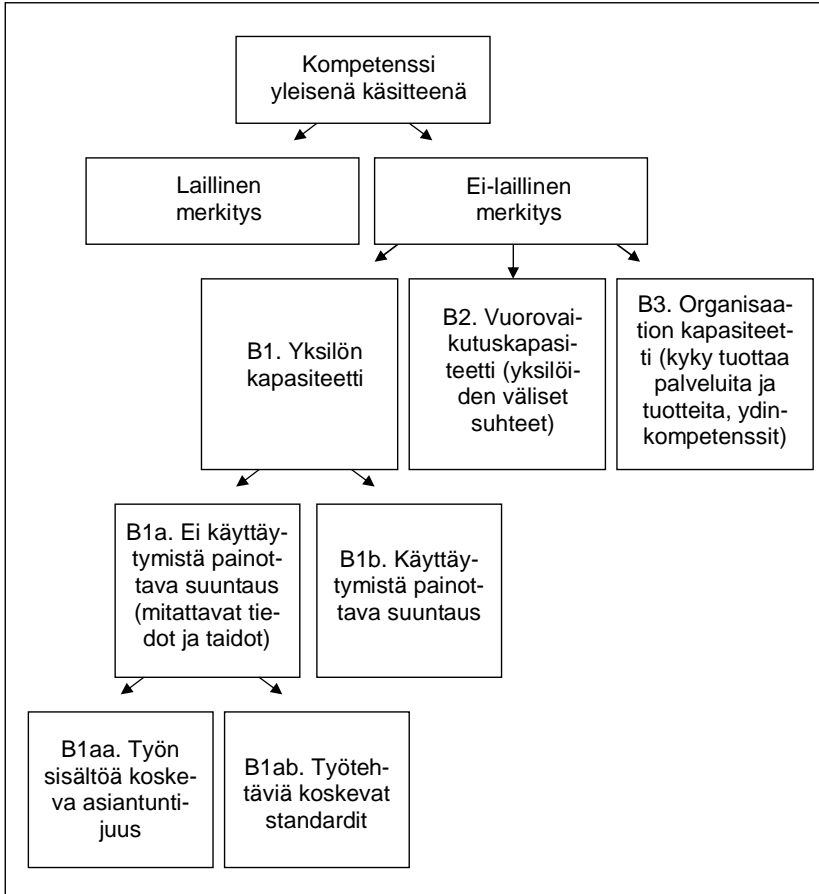 Kompetenssi
yleisenä käsitteenä
Laillinen
merkitys
Ei-laillinen
merkitys
B1. Yksilön
kapasiteetti
B2. Vuorovai-
kutuskapasi-
teetti (yksilöi-
den väliset
suhteet)
B3. Organisaa-
tion kapasiteet-
ti (kyky tuottaa
palveluita ja
tuotteita, ydin-
kompetenssit)
B1a. Ei käyttäy-
tymistä painot-
tava suuntaus
(mitattavat tie-
dot ja taidot)
B1b. Käyttäy-
tymistä painot-
tava suuntaus
B1aa. Työn
sisältöä koske-
va asiantunti-
juus
B1ab. Työteh-
täviä koskevat
standardit